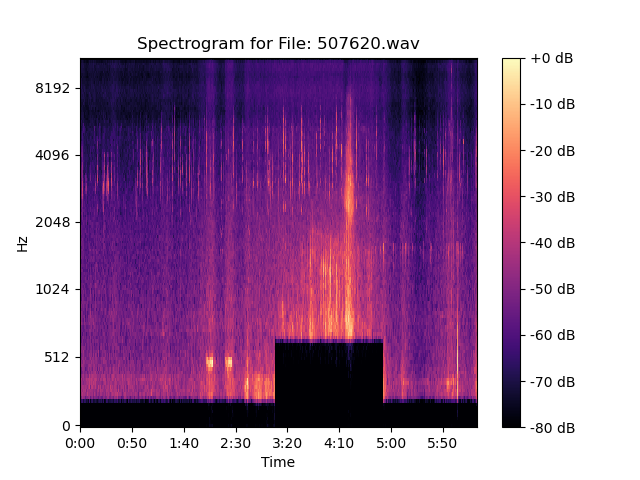 Spectrogram for File: 507620.wav
8192
4096
2048
1024
512
0
Hz
0:00 0:50 1:40 2:30 3:20 4:10 5:00 5:50
Time
+0 dB
-10 dB
-20 dB
-30 dB
-40 dB
-50 dB
-60 dB
-70 dB
-80 dB